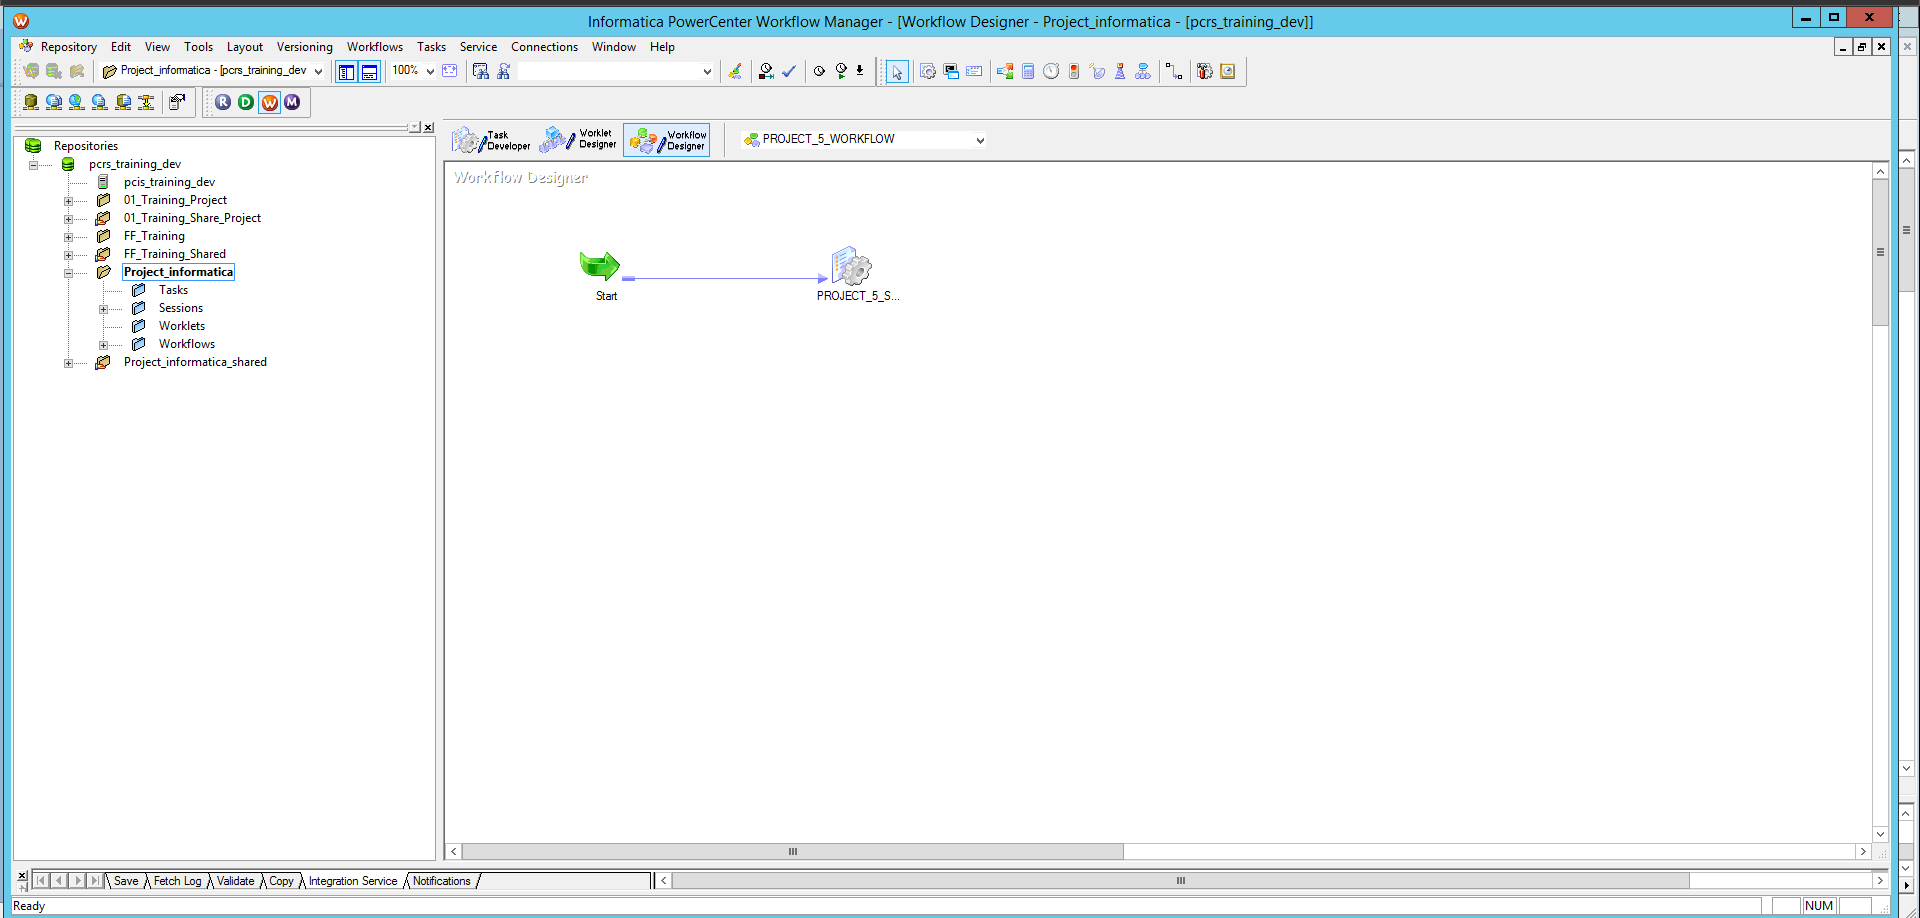 Informatica PowerCenter Workflow Manager - [Workflow Designer - Project_informatica - [pcrs_training_dev]]
Repository Edit View Tools Layout Versioning Workflows Tasks Service Connections Window Help
Project_informatica - [pcrs_training_dev 100%
R D W M
Repositories
pcrs_training_dev
pcis_training_dev
01_Training_Project
01_Training_Share_Project
FF_Training
FF_Training_Shared
Project_informatica
Tasks
Sessions
Worklets
Workflows
Project_informatica_shared
Task Developer
Worklet Designer
Workflow Designer
PROJECT_5_WORKFLOW
Workflow Designer
Start
PROJECT_5_S...
Save Fetch Log Validate Copy Integration Service Notifications
Ready
NUM